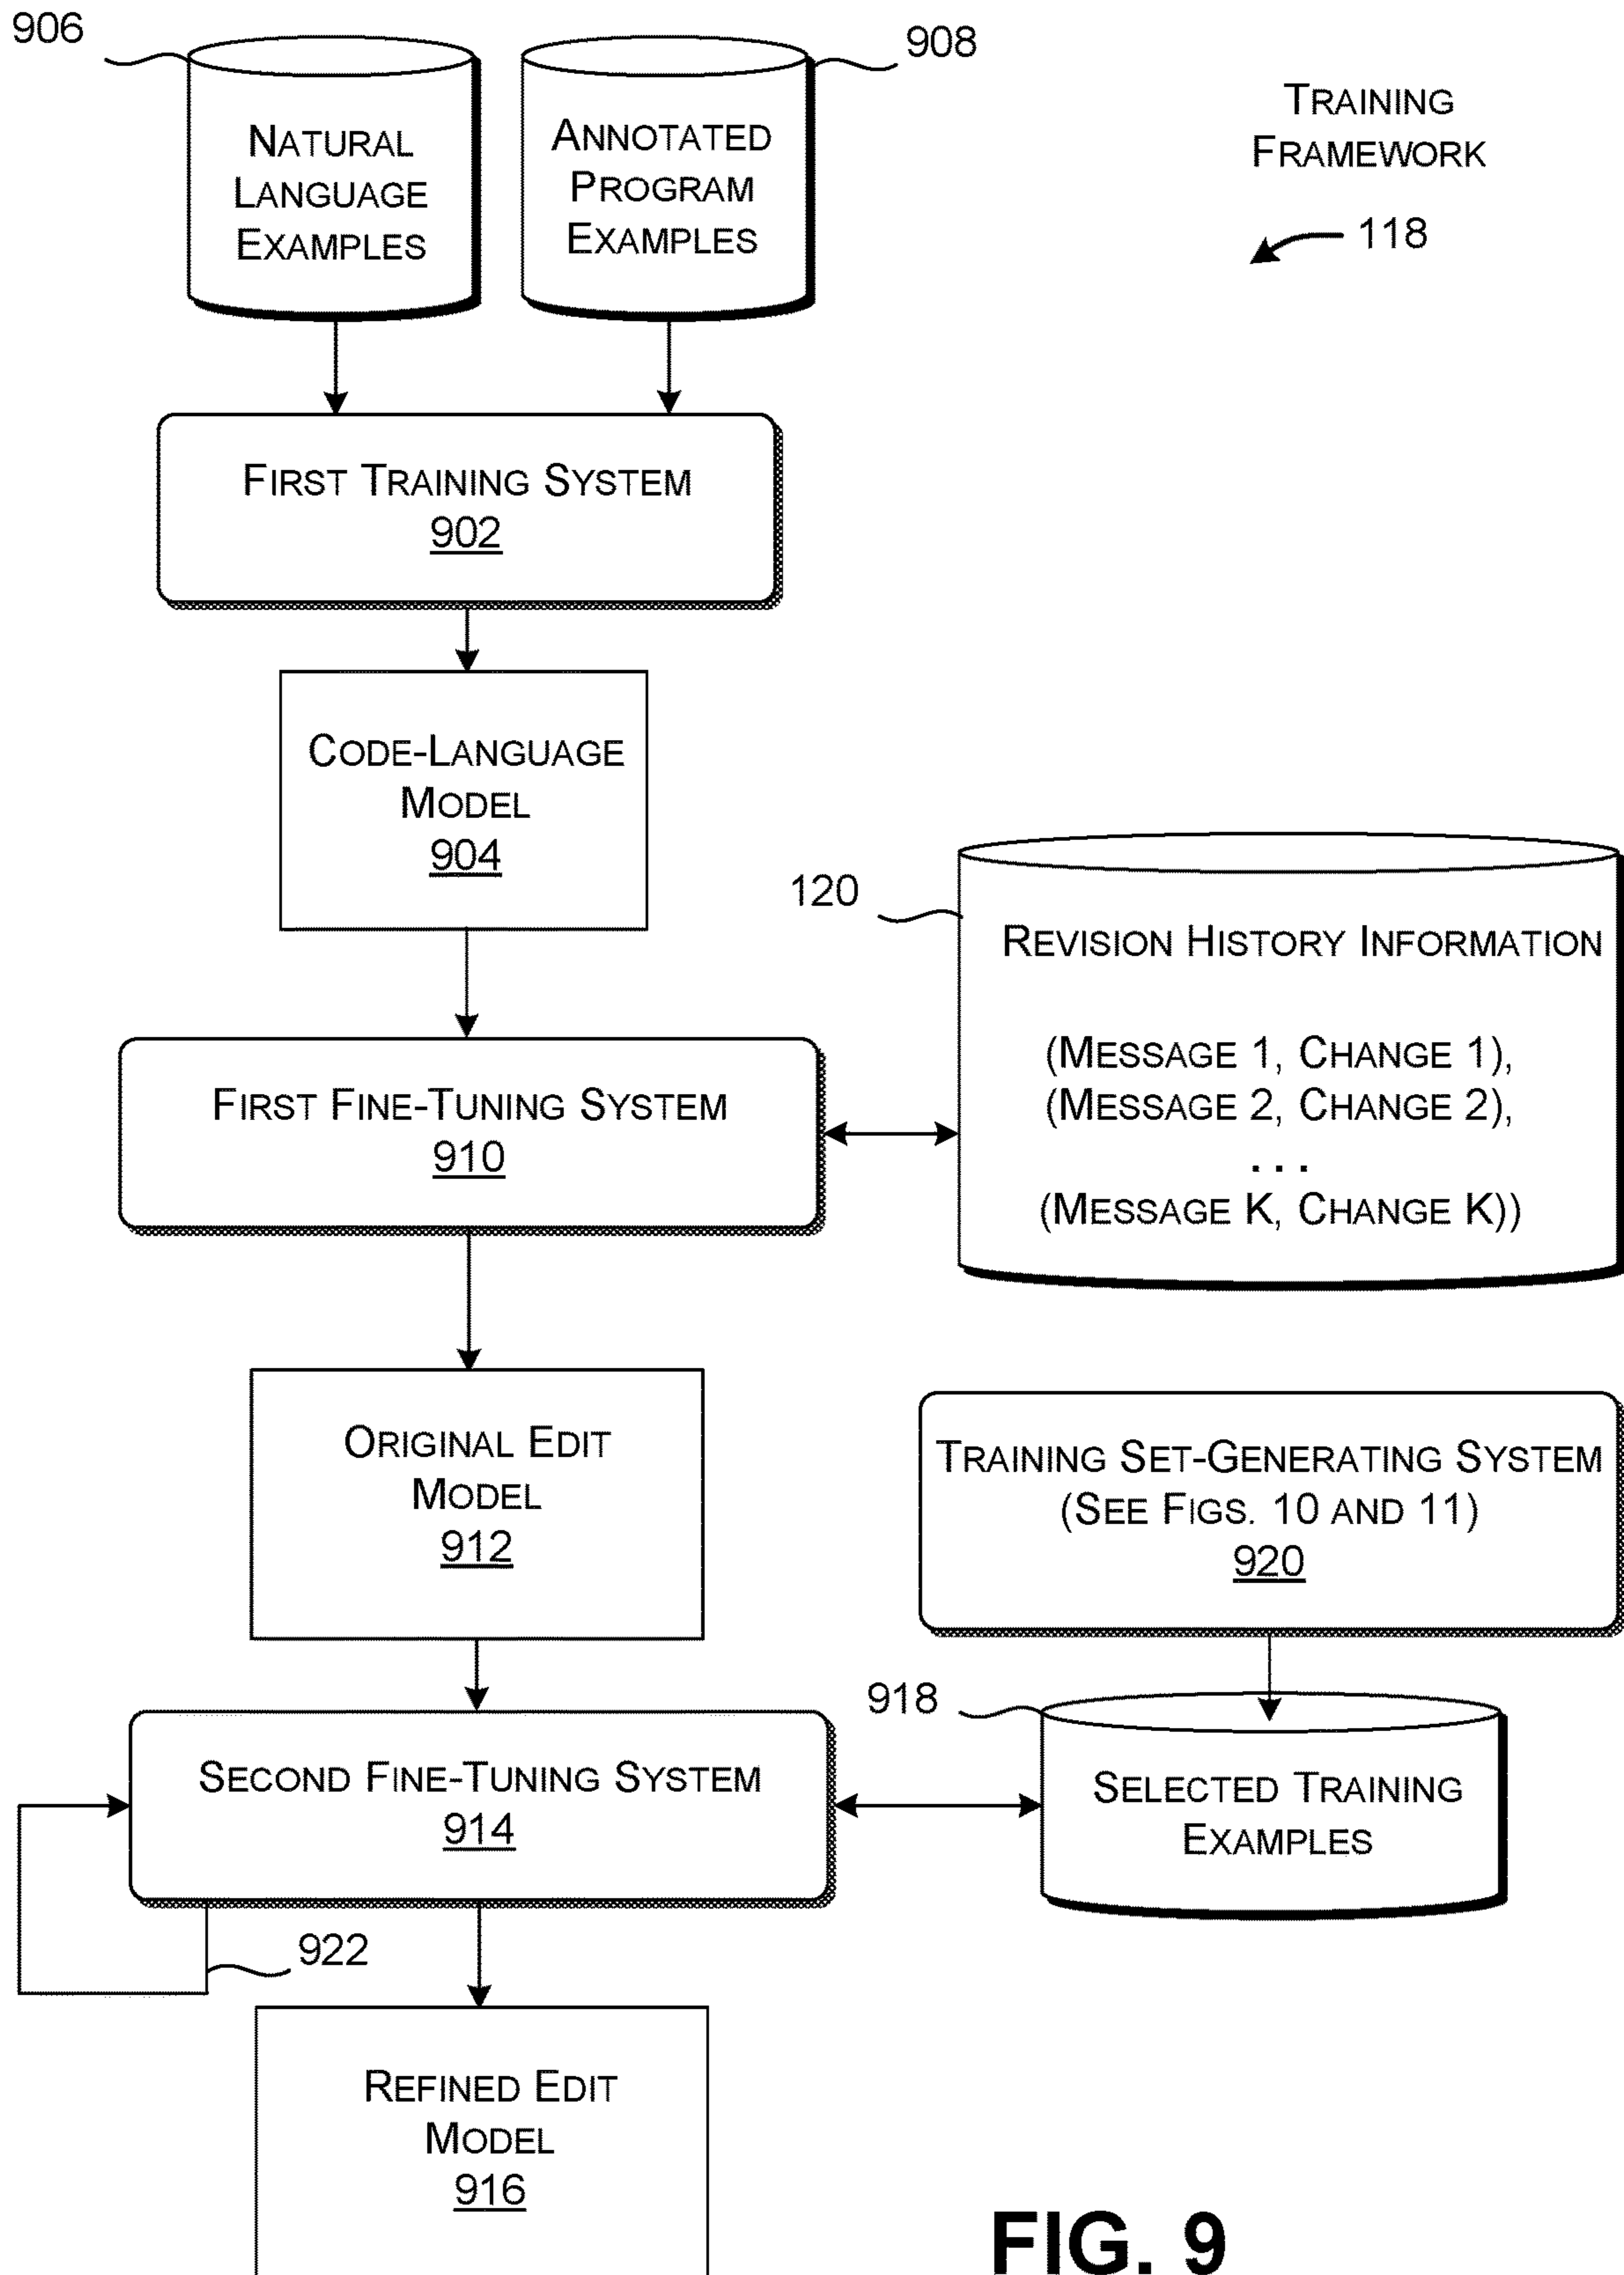 906
908
NATURAL
LANGUAGE
EXAMPLES
ANNOTATED
PROGRAM
EXAMPLES
TRAINING
FRAMEWORK
118
FIRST TRAINING SYSTEM
902
CODE-LANGUAGE
MODEL
904
120
REVISION HISTORY INFORMATION
(MESSAGE 1, CHANGE 1),
(MESSAGE 2, CHANGE 2),
. . .
(MESSAGE K, CHANGE K))
FIRST FINE-TUNING SYSTEM
910
ORIGINAL EDIT
MODEL
912
TRAINING SET-GENERATING SYSTEM
(SEE FIGS. 10 AND 11)
920
918
SECOND FINE-TUNING SYSTEM
914
SELECTED TRAINING
EXAMPLES
922
REFINED EDIT
MODEL
916
FIG. 9